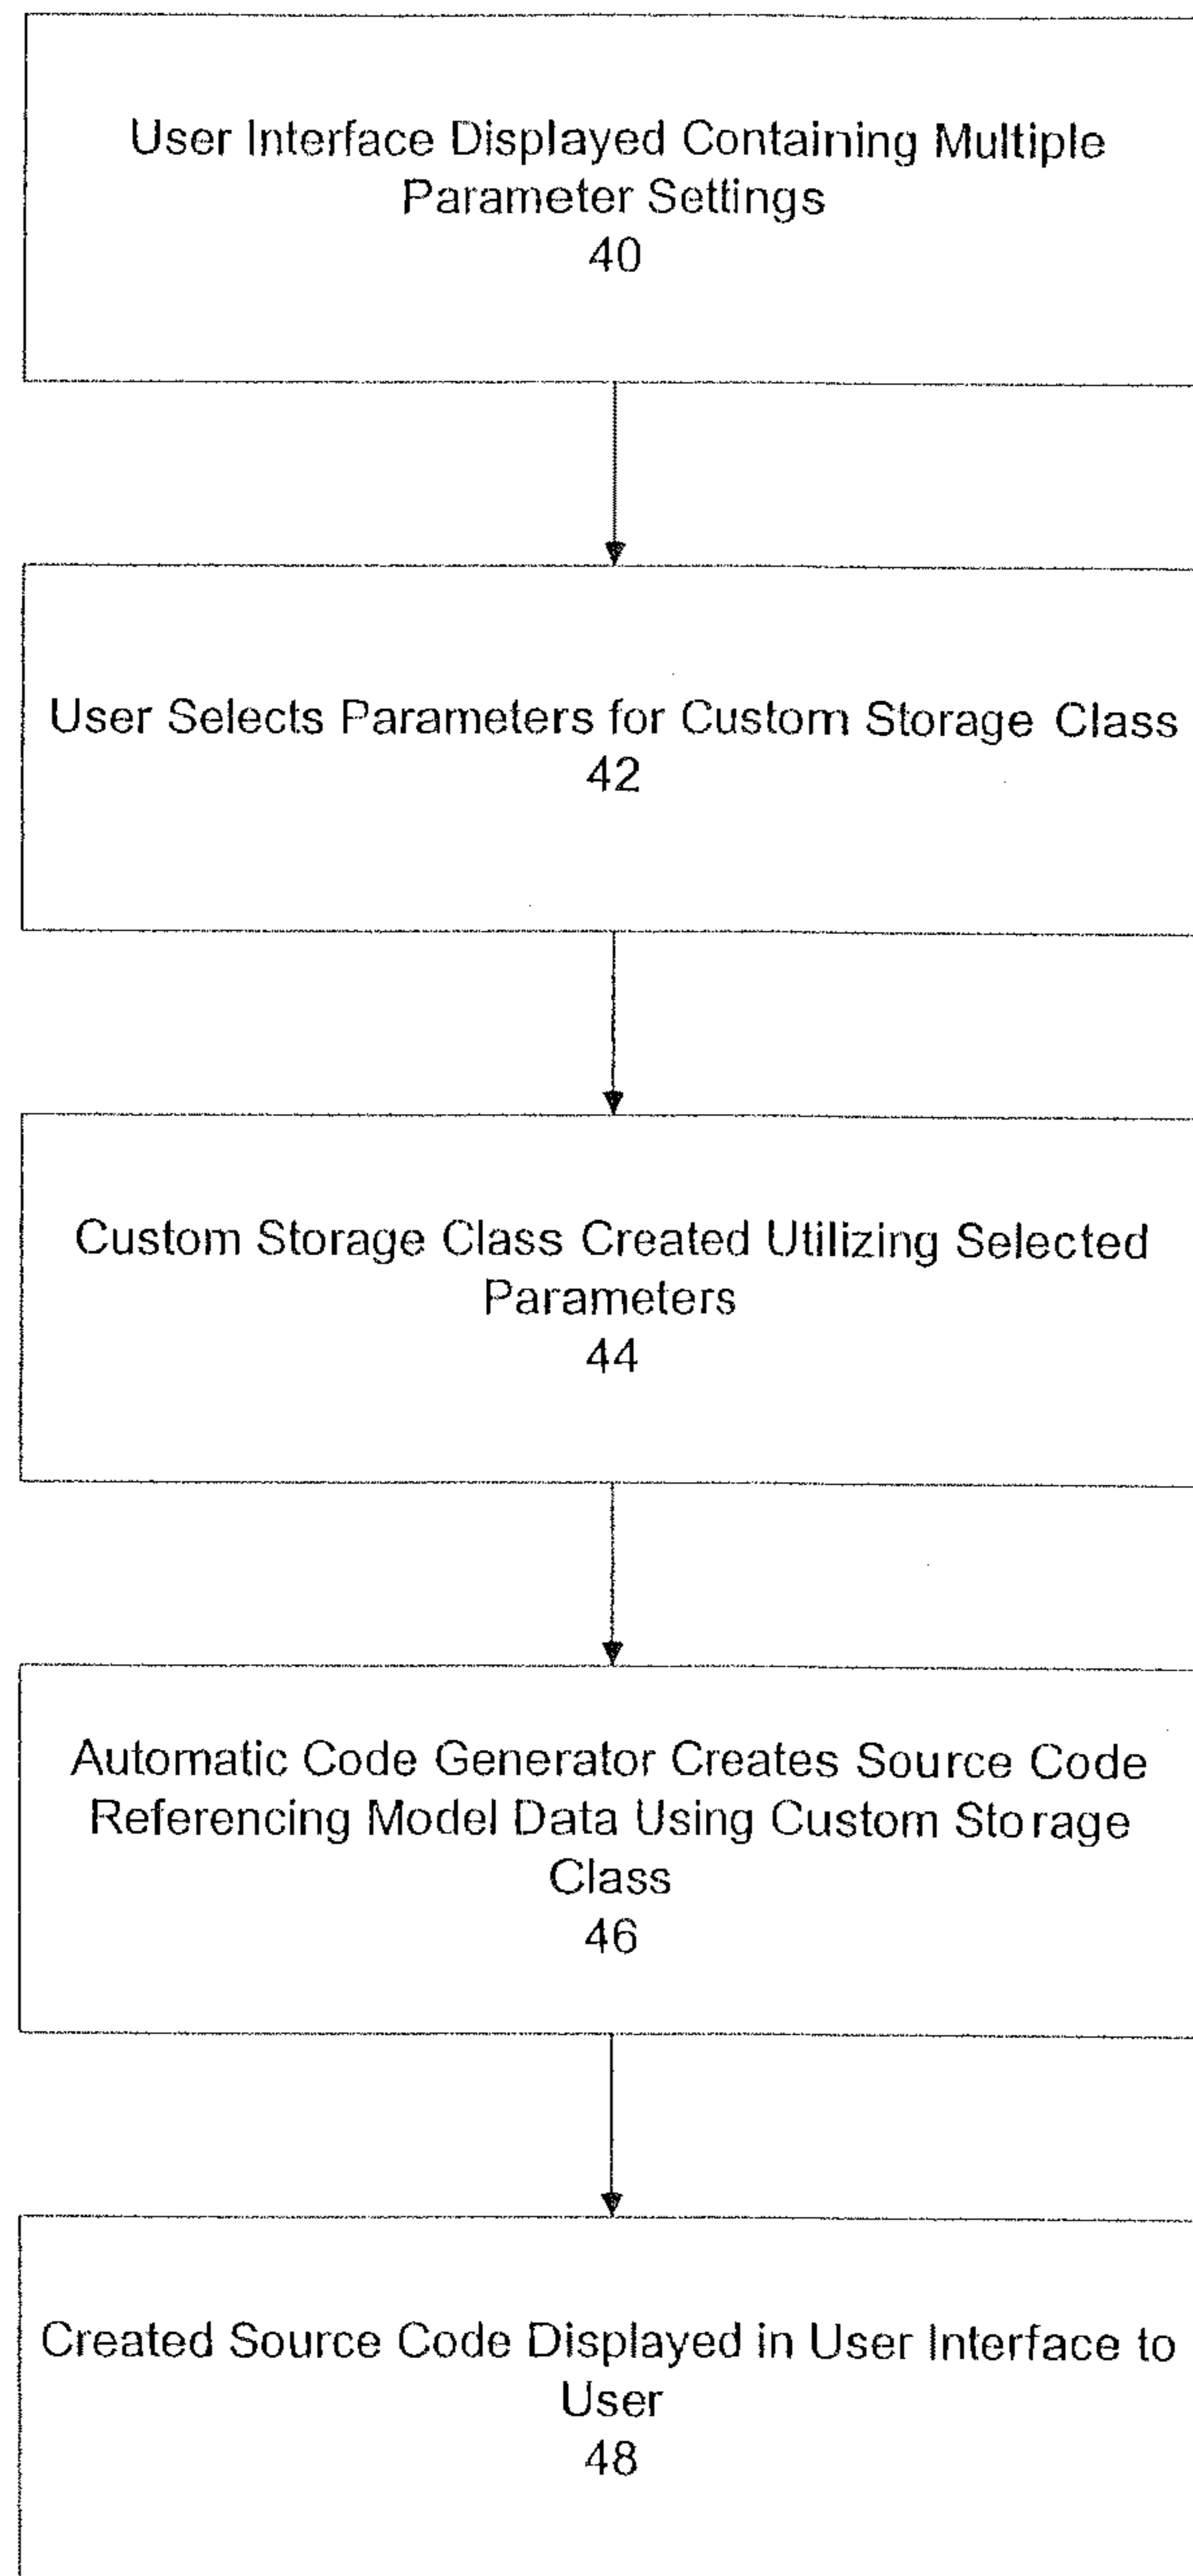 User Interface Displayed Containing Multiple
Parameter Settings
40
User Selects Parameters for Custom Storage Class
42
Custom Storage Class Created Utilizing Selected
Parameters
44
Automatic Code Generator Creates Source Code
Referencing Model Data Using Custom Storage
Class
46
Created Source Code Displayed in User Interface to
User
48